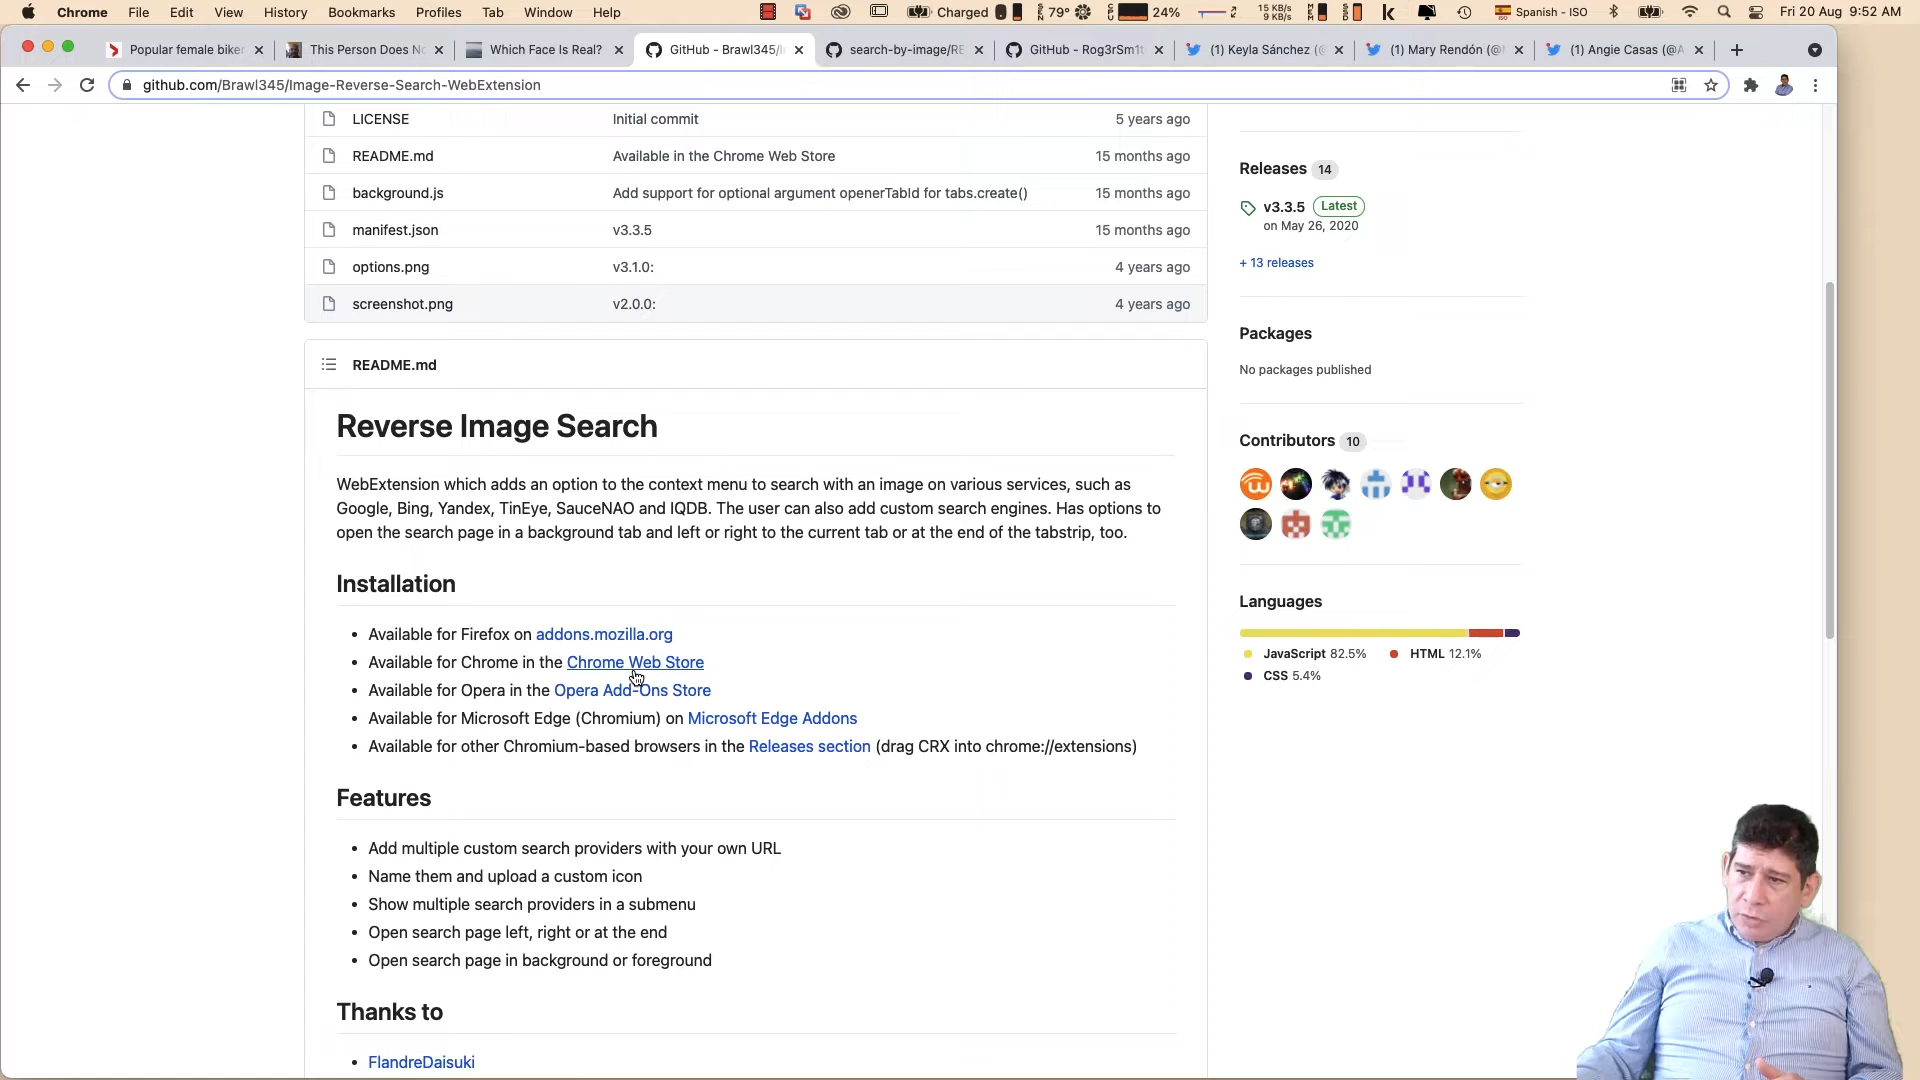 Chrome File Edit View History Bookmarks Profiles Tab Window Help Charged 79° 24% 15 KB/s 9 KB/s Spanish - ISO Fri 20 Aug 9:52 AM
Popular female biker This Person Does No Which Face Is Real? GitHub - Brawl345/I search-by-image/RE GitHub - Rog3rSm1t (1) Keyla Sánchez (@ (1) Mary Rendón (@ (1) Angie Casas (@A
github.com/Brawl345/Image-Reverse-Search-WebExtension
LICENSE Initial commit 5 years ago
README.md Available in the Chrome Web Store 15 months ago
background.js Add support for optional argument openerTabId for tabs.create() 15 months ago
manifest.json v3.3.5 15 months ago
options.png v3.1.0: 4 years ago
screenshot.png v2.0.0: 4 years ago
README.md
Reverse Image Search
WebExtension which adds an option to the context menu to search with an image on various services, such as
Google, Bing, Yandex, TinEye, SauceNAO and IQDB. The user can also add custom search engines. Has options to
open the search page in a background tab and left or right to the current tab or at the end of the tabstrip, too.
Installation
• Available for Firefox on addons.mozilla.org
• Available for Chrome in the Chrome Web Store
• Available for Opera in the Opera Add-Ons Store
• Available for Microsoft Edge (Chromium) on Microsoft Edge Addons
• Available for other Chromium-based browsers in the Releases section (drag CRX into chrome://extensions)
Features
• Add multiple custom search providers with your own URL
• Name them and upload a custom icon
• Show multiple search providers in a submenu
• Open search page left, right or at the end
• Open search page in background or foreground
Thanks to
• FlandreDaisuki
Releases 14
v3.3.5 Latest
on May 26, 2020
+ 13 releases
Packages
No packages published
Contributors 10
Languages
JavaScript 82.5% HTML 12.1%
CSS 5.4%